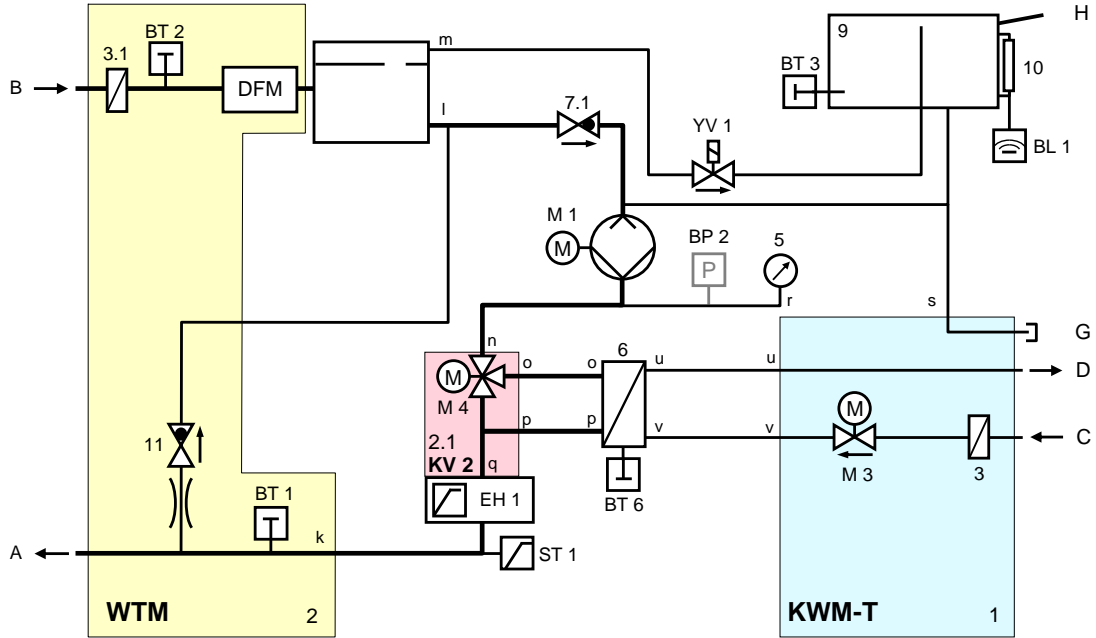 H
BT 2
3.1
9
m
BT 3
10
B
DFM
l
7.1
YV 1
BL 1
M 1
BP 2
5
M
P
r
s
G
n
6
o
o
u
u
D
M
M 4
M
11
p
p
v
v
C
2.1
KV 2
q
M 3
3
BT 1
EH 1
BT 6
k
A
ST 1
WTM
2
KWM-T
1